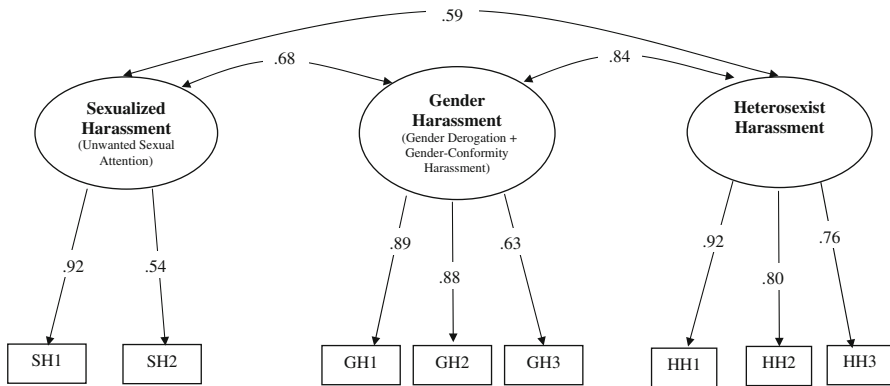 .59
.68
.84
Sexualized
Harassment
(Unwanted Sexual
Attention)
Gender
Harassment
(Gender Derogation +
Gender-Conformity
Harassment)
Heterosexist
Harassment
.92
.54
.89
.88
.63
.92
.80
.76
SH1
SH2
GH1
GH2
GH3
HH1
HH2
HH3